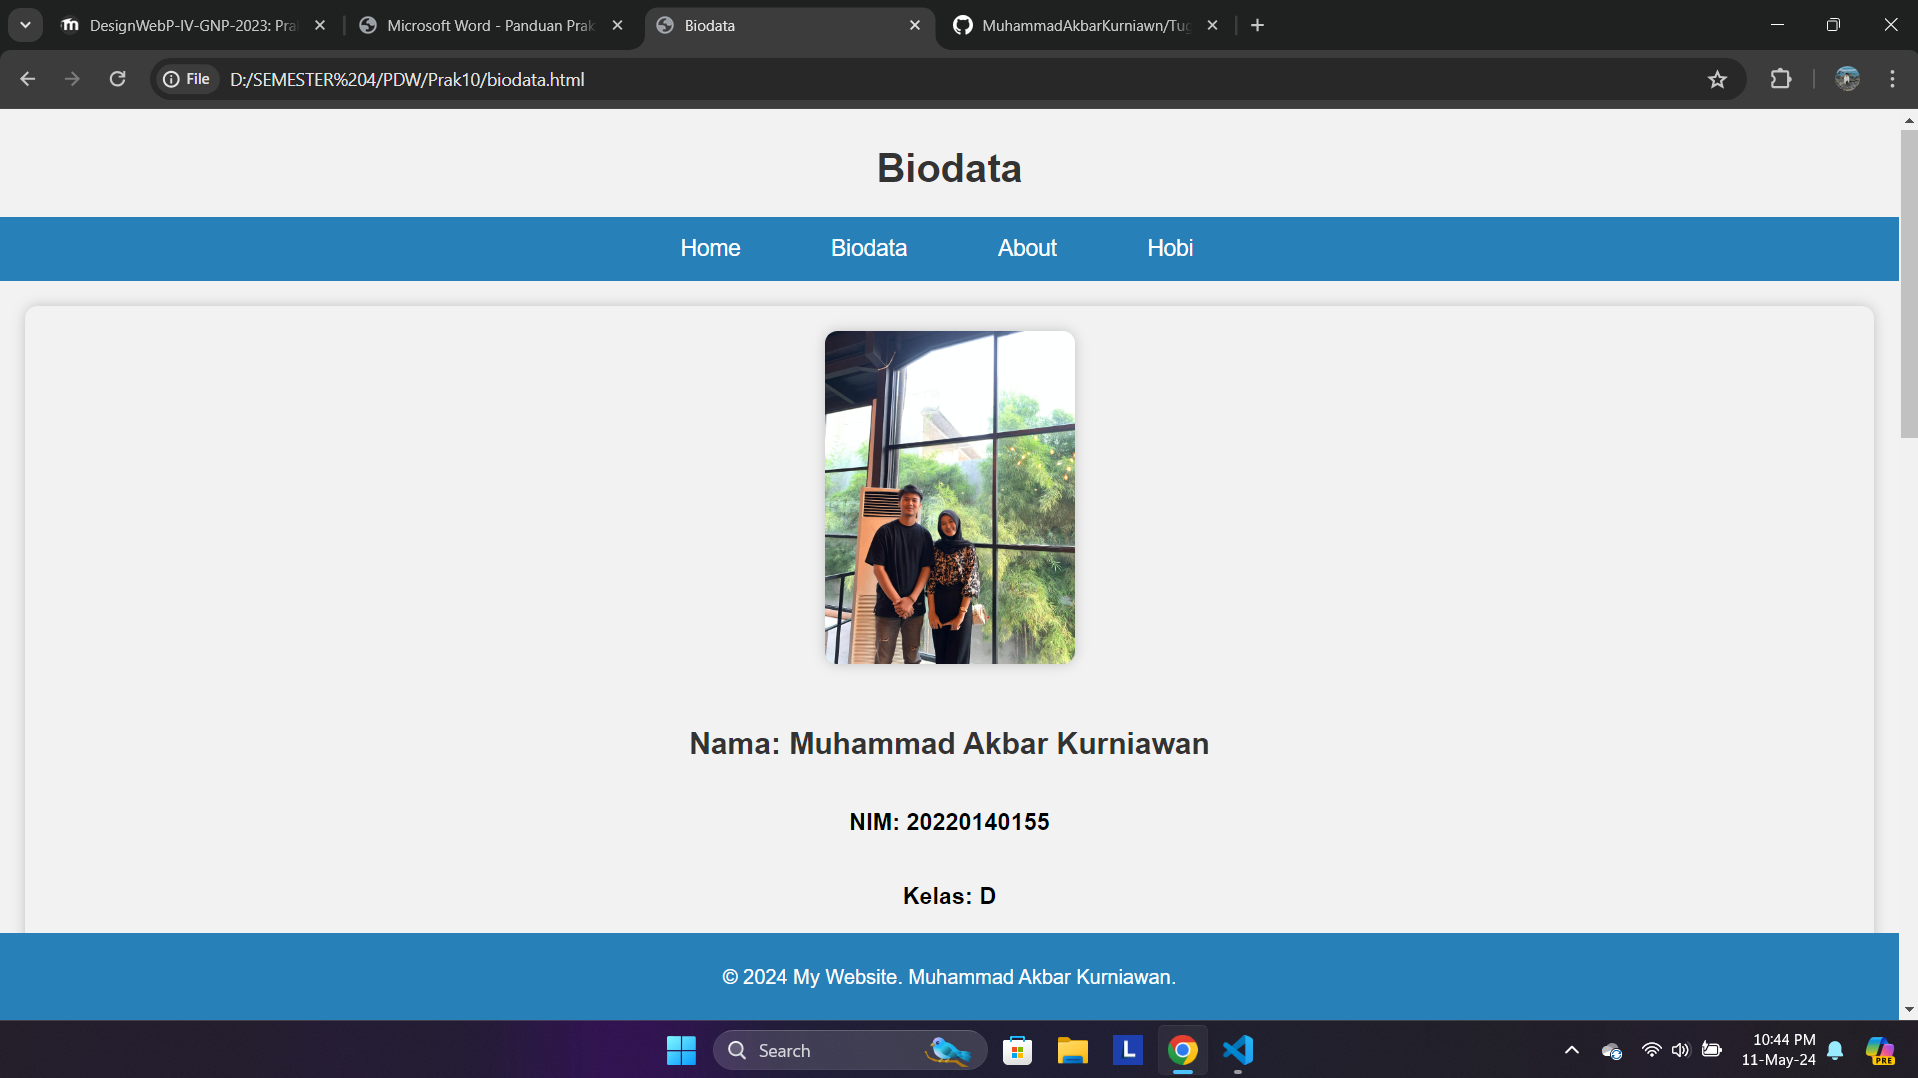 DesignWebP-IV-GNP-2023: Pra
Microsoft Word - Panduan Prak
Biodata
MuhammadAkbarKurniawn/Tug
File
D:/SEMESTER%204/PDW/Prak10/biodata.html
Biodata
Home Biodata About Hobi
Nama: Muhammad Akbar Kurniawan
NIM: 20220140155
Kelas: D
© 2024 My Website. Muhammad Akbar Kurniawan.
Search
L
10:44 PM
11-May-24
PRE